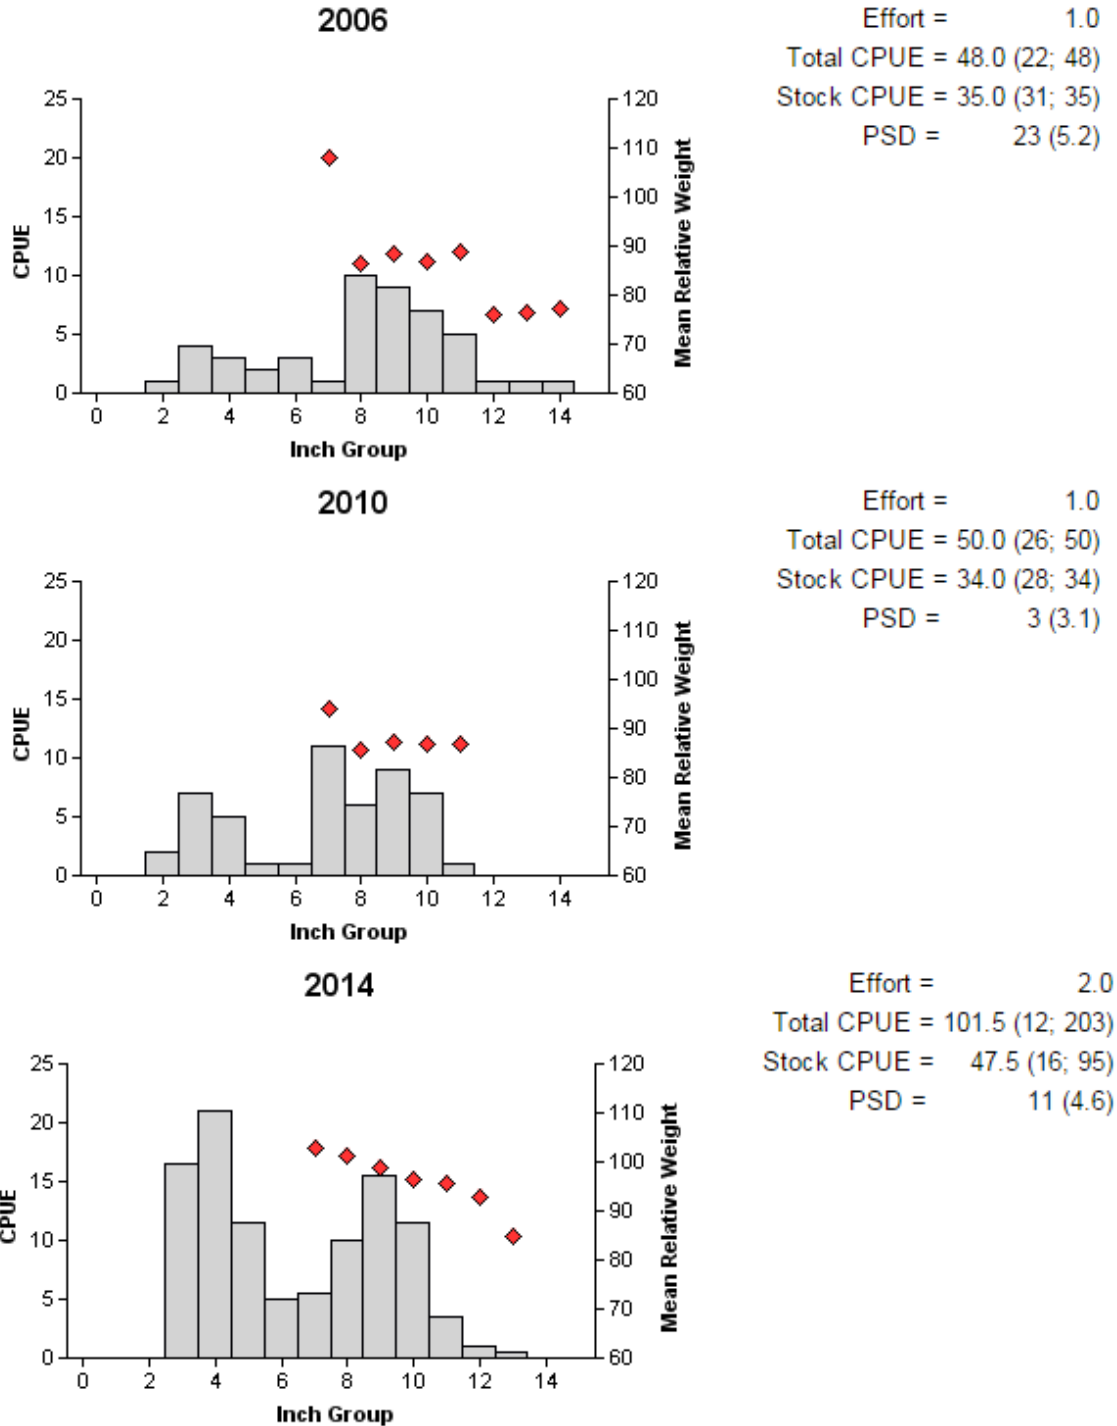 2006
Effort = 1.0
Total CPUE = 48.0 (22; 48)
Stock CPUE = 35.0 (31; 35)
PSD = 23 (5.2)
25
20
15
10
5
0
CPUE
120
110
100
90
80
70
60
Mean Relative Weight
0 2 4 6 8 10 12 14
Inch Group
2010
Effort = 1.0
Total CPUE = 50.0 (26; 50)
Stock CPUE = 34.0 (28; 34)
PSD = 3 (3.1)
25
20
15
10
5
0
CPUE
120
110
100
90
80
70
60
Mean Relative Weight
0 2 4 6 8 10 12 14
Inch Group
2014
Effort = 2.0
Total CPUE = 101.5 (12; 203)
Stock CPUE = 47.5 (16; 95)
PSD = 11 (4.6)
25
20
15
10
5
0
CPUE
120
110
100
90
80
70
60
Mean Relative Weight
0 2 4 6 8 10 12 14
Inch Group